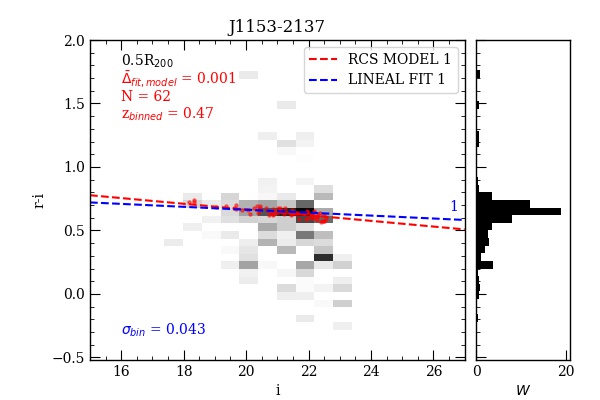 J1153-2137
0.5R200
Δ̄fit, model = 0.001
N = 62
zbinned = 0.47
RCS MODEL 1
LINEAL FIT 1
1
σbin = 0.043
2.0
1.5
1.0
0.5
0.0
−0.5
r-i
16 18 20 22 24 26
i
0 20
W